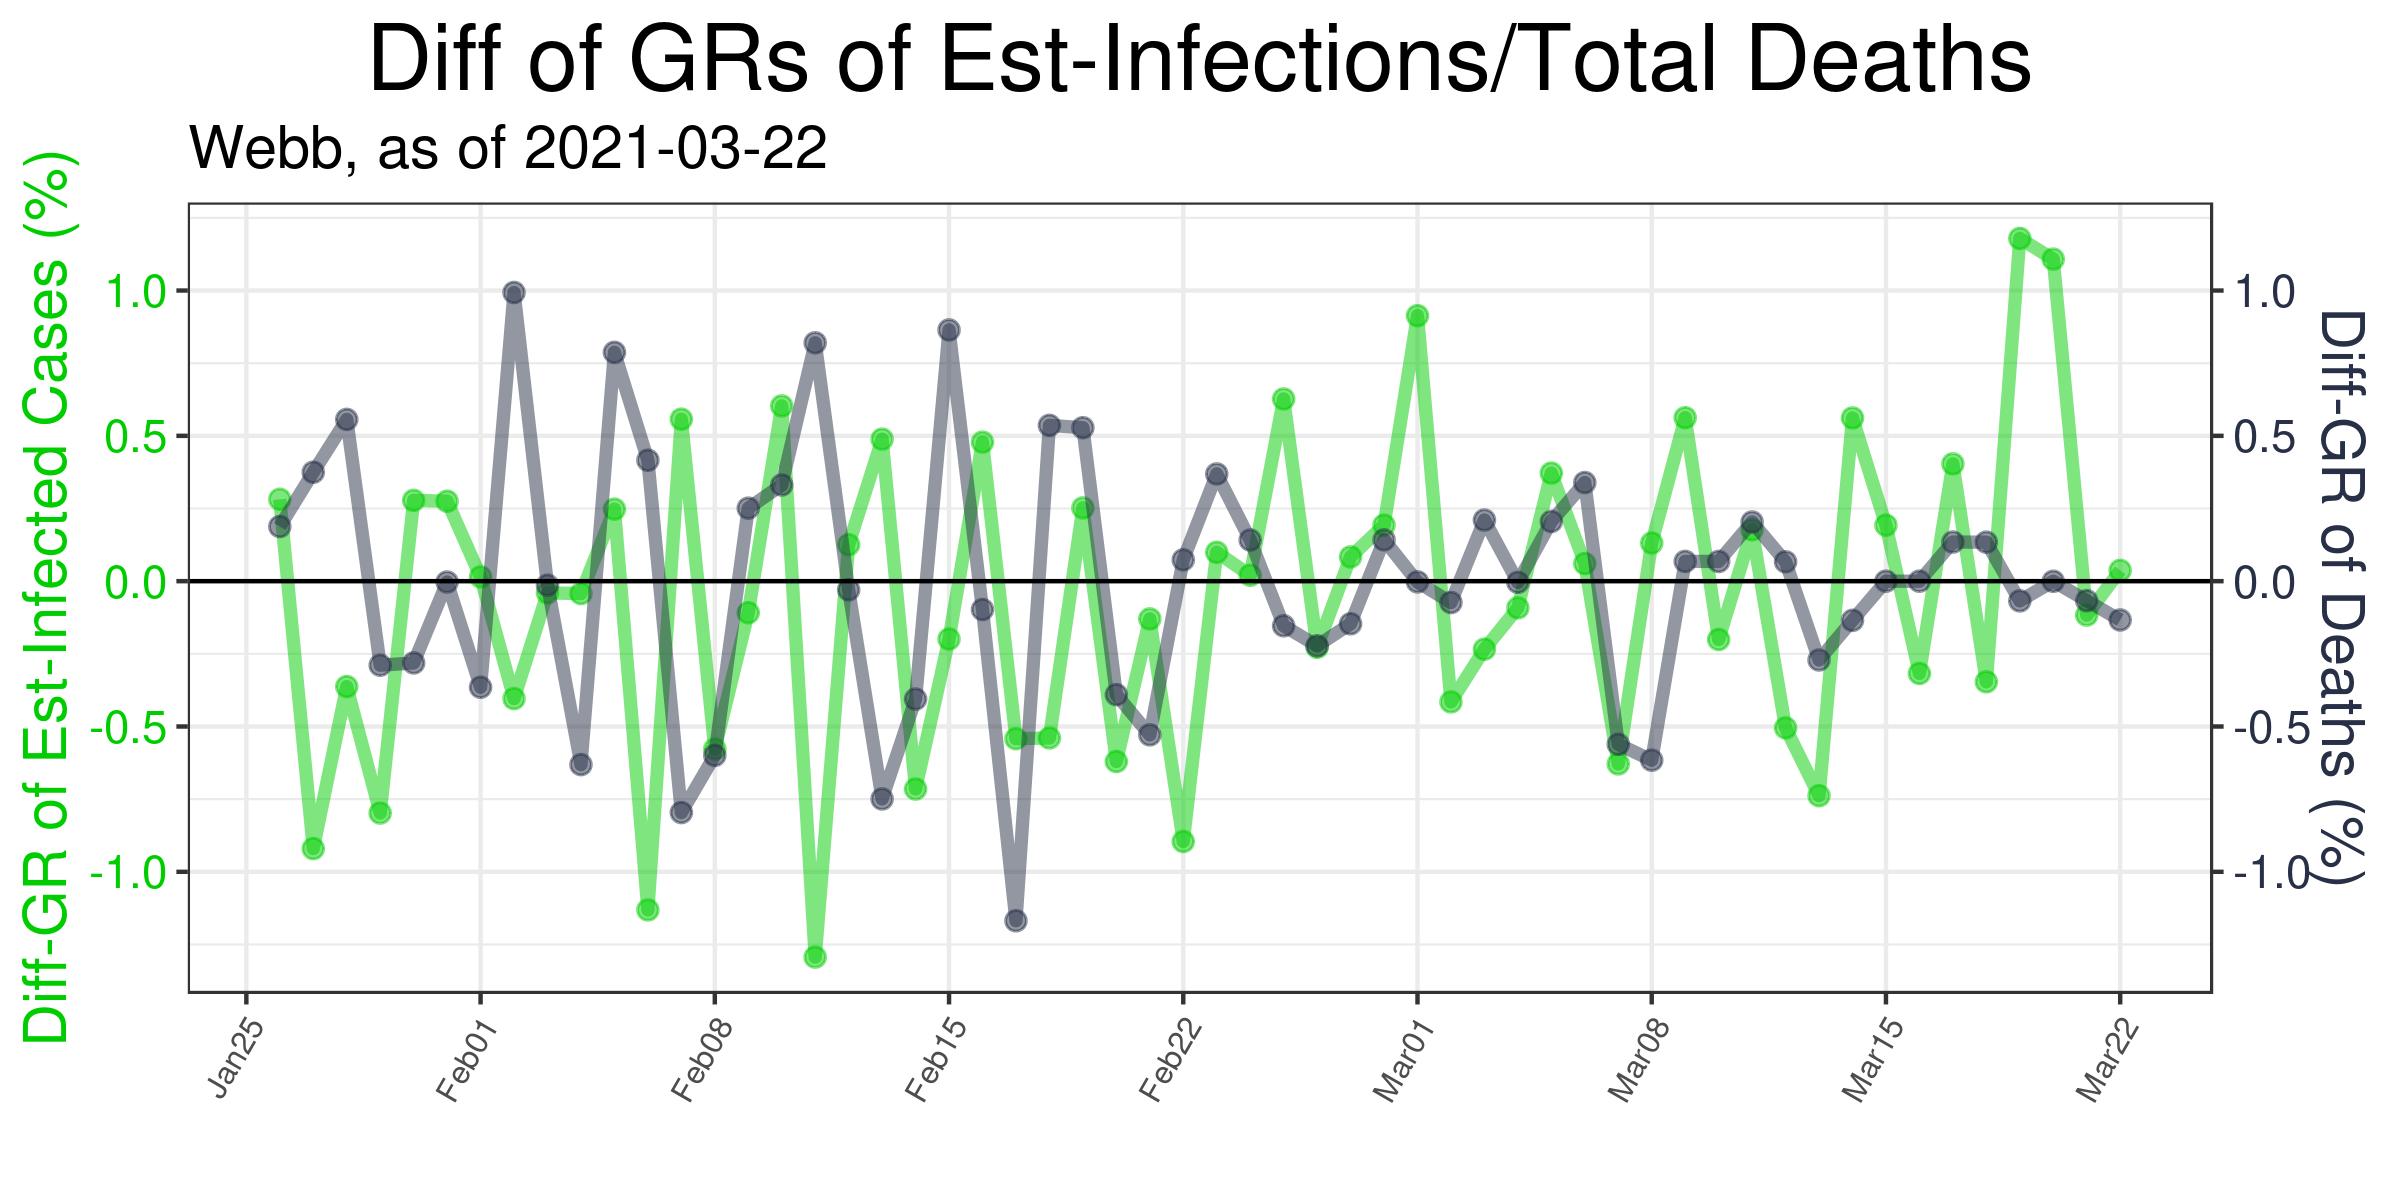 Diff of GRs of Est-Infections/Total Deaths
Webb, as of 2021-03-22
Diff-GR of Est-Infected Cases (%)
1.0
0.5
0.0
-0.5
-1.0
1.0
0.5
0.0
-0.5
-1.0
Diff-GR of Deaths (%)
Jan25
Feb01
Feb08
Feb15
Feb22
Mar01
Mar08
Mar15
Mar22